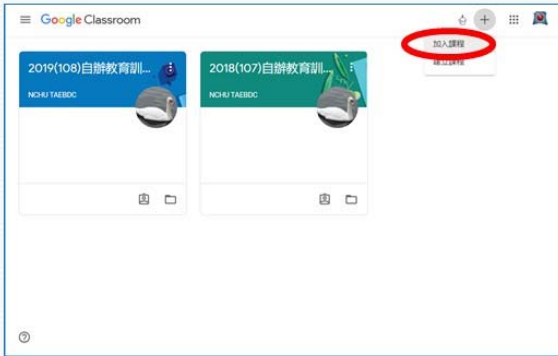 Google Classroom
加入課程
建立課程
2019(108)自辦教育訓...
NCHU TAEBDC
2018(107)自辦教育訓...
NCHU TAEBDC